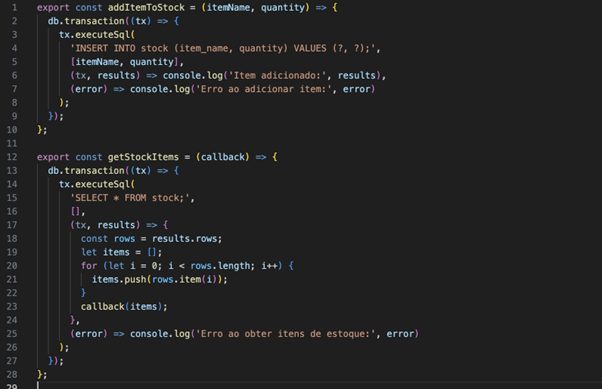 1 export const addItemToStock = (itemName, quantity) => {
2   db.transaction((tx) => {
3     tx.executeSql(
4       'INSERT INTO stock (item_name, quantity) VALUES (?, ?);',
5       [itemName, quantity],
6       (tx, results) => console.log('Item adicionado:', results),
7       (error) => console.log('Erro ao adicionar item:', error)
8     );
9   });
10 };
11
12 export const getStockItems = (callback) => {
13   db.transaction((tx) => {
14     tx.executeSql(
15       'SELECT * FROM stock;',
16       [],
17       (tx, results) => {
18         const rows = results.rows;
19         let items = [];
20         for (let i = 0; i < rows.length; i++) {
21           items.push(rows.item(i));
22         }
23         callback(items);
24       },
25       (error) => console.log('Erro ao obter itens de estoque:', error)
26     );
27   });
28 };
29